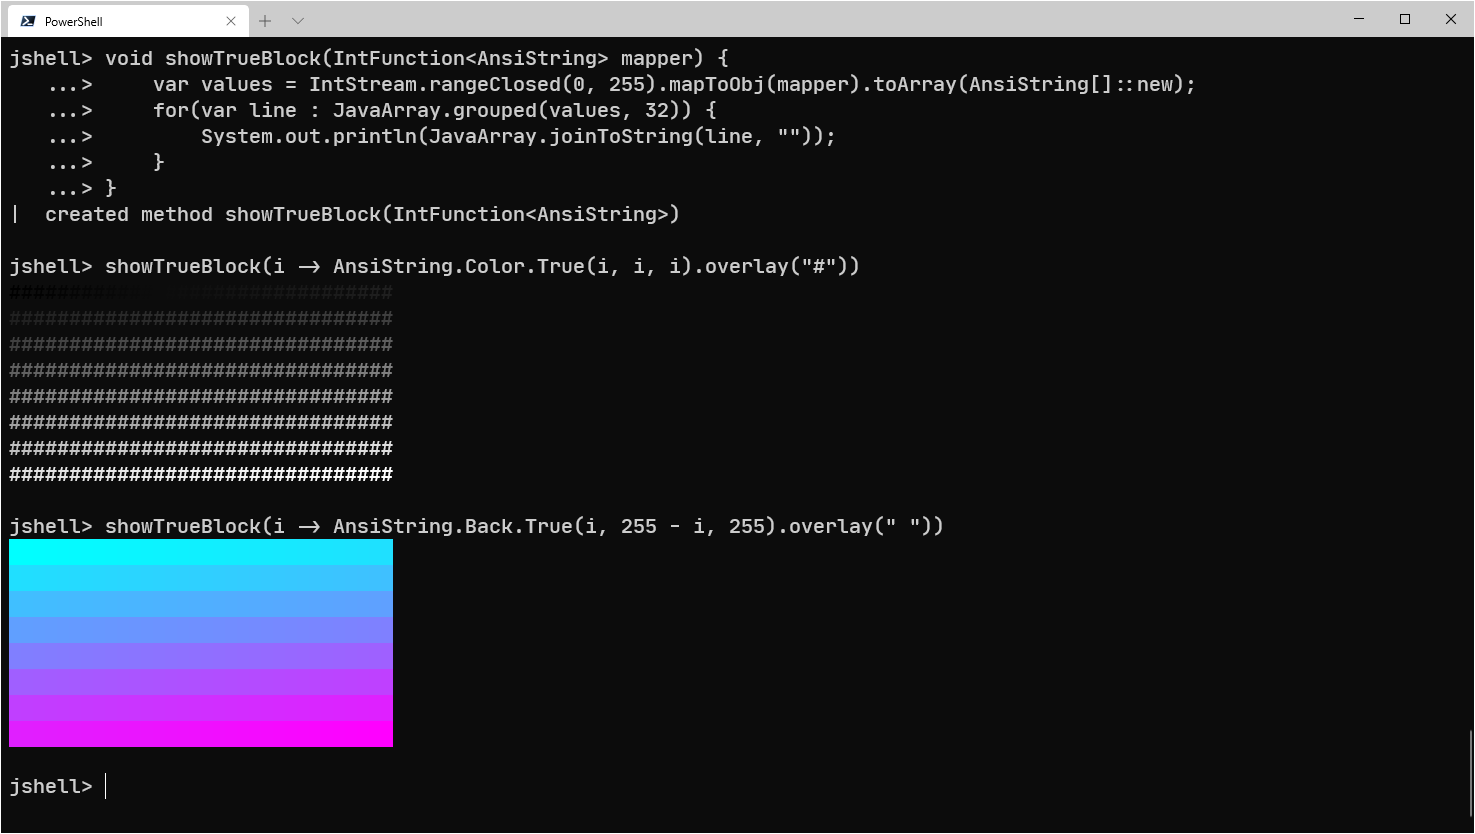 PowerShell
jshell> void showTrueBlock(IntFunction<AnsiString> mapper) {
...>     var values = IntStream.rangeClosed(0, 255).mapToObj(mapper).toArray(AnsiString[]::new);
...>     for(var line : JavaArray.grouped(values, 32)) {
...>         System.out.println(JavaArray.joinToString(line, ""));
...>     }
...> }
|  created method showTrueBlock(IntFunction<AnsiString>)
jshell> showTrueBlock(i -> AnsiString.Color.True(i, i, i).overlay("#"))
################################
################################
################################
################################
################################
################################
################################
################################
jshell> showTrueBlock(i -> AnsiString.Back.True(i, 255 - i, 255).overlay(" "))
jshell>